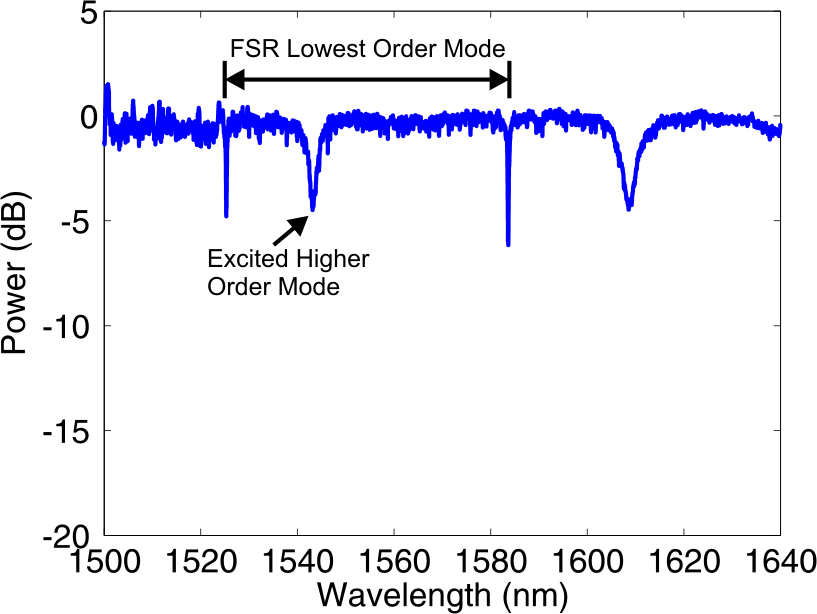 5
FSR Lowest Order Mode
0
-5
Excited Higher
Order Mode
Power (dB)
-10
-15
-20
1500 1520 1540 1560 1580 1600 1620 1640
Wavelength (nm)